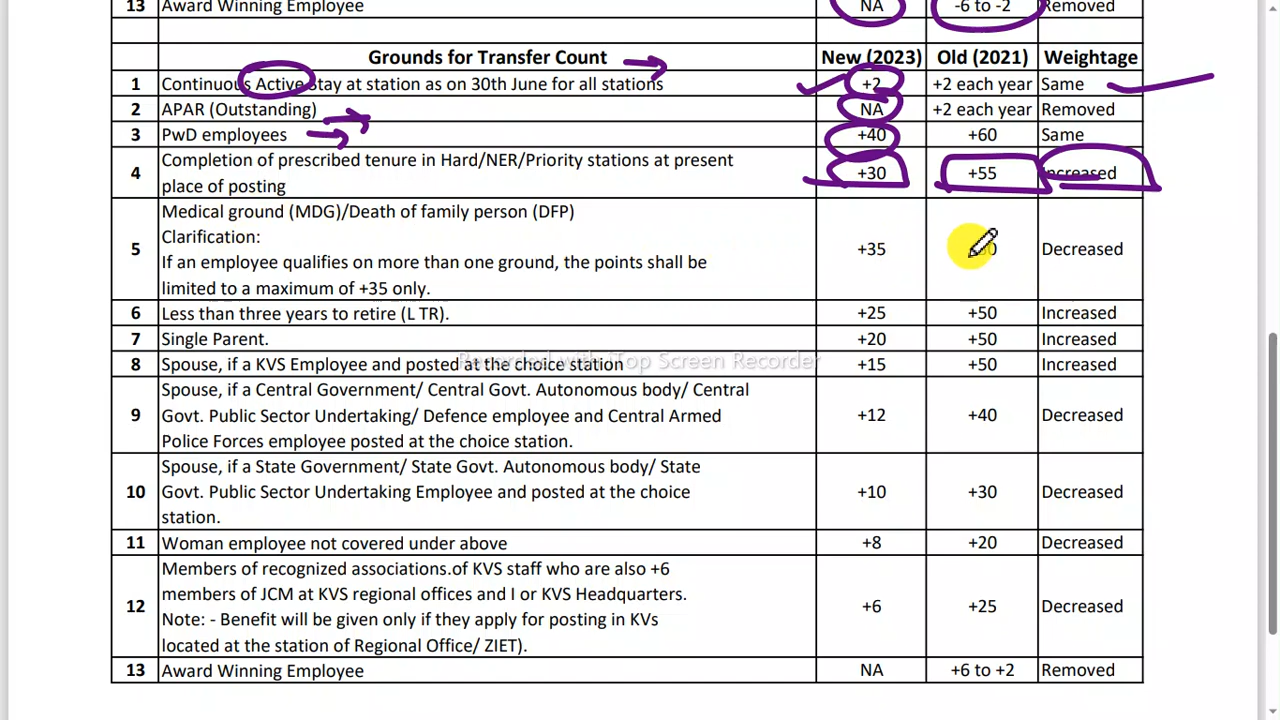 13 Award Winning Employee NA -6 to -2 Removed
Grounds for Transfer Count New (2023) Old (2021) Weightage
1 Continuous Active Stay at station as on 30th June for all stations +2 +2 each year Same
2 APAR (Outstanding) NA +2 each year Removed
3 PwD employees +40 +60 Same
4 Completion of prescribed tenure in Hard/NER/Priority stations at present
place of posting +30 +55 Increased
5 Medical ground (MDG)/Death of family person (DFP)
Clarification:
If an employee qualifies on more than one ground, the points shall be
limited to a maximum of +35 only. +35 Decreased
6 Less than three years to retire (L TR). +25 +50 Increased
7 Single Parent. +20 +50 Increased
8 Spouse, if a KVS Employee and posted at the choice station +15 +50 Increased
Recorded with iTop Screen Recorder
9 Spouse, if a Central Government/ Central Govt. Autonomous body/ Central
Govt. Public Sector Undertaking/ Defence employee and Central Armed
Police Forces employee posted at the choice station. +12 +40 Decreased
10 Spouse, if a State Government/ State Govt. Autonomous body/ State
Govt. Public Sector Undertaking Employee and posted at the choice
station. +10 +30 Decreased
11 Woman employee not covered under above +8 +20 Decreased
12 Members of recognized associations.of KVS staff who are also +6
members of JCM at KVS regional offices and I or KVS Headquarters.
Note: - Benefit will be given only if they apply for posting in KVs
located at the station of Regional Office/ ZIET). +6 +25 Decreased
13 Award Winning Employee NA +6 to +2 Removed